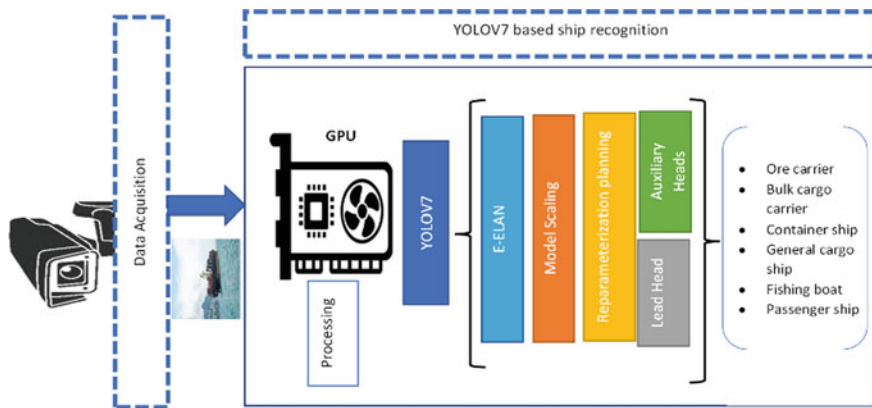 YOLOV7 based ship recognition
Data Acquisition
GPU
Processing
YOLOV7
E-ELAN
Model Scaling
Reparameterization planning
Auxiliary
Heads
Lead Head
• Ore carrier
• Bulk cargo
carrier
• Container ship
• General cargo
ship
• Fishing boat
• Passenger ship